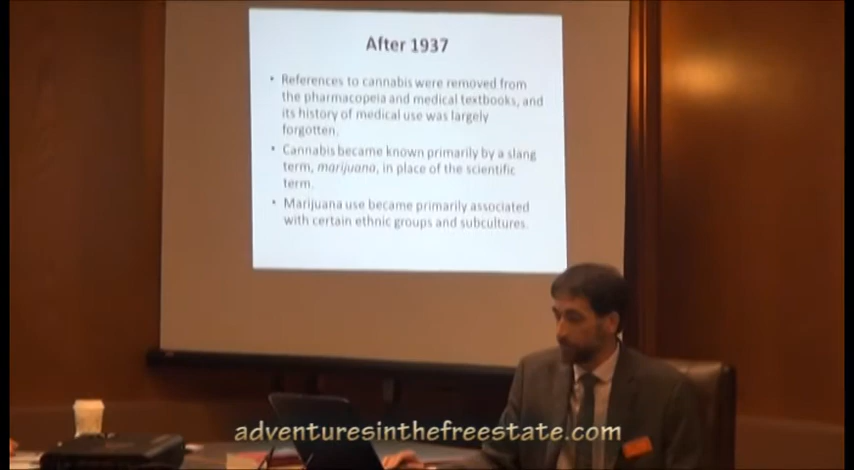 After 1937
• References to cannabis were removed from
the pharmacopeia and medical textbooks, and
its history of medical use was largely
forgotten.
• Cannabis became known primarily by a slang
term, marijuana, in place of the scientific
term.
• Marijuana use became primarily associated
with certain ethnic groups and subcultures.
adventuresinthefreestate.com